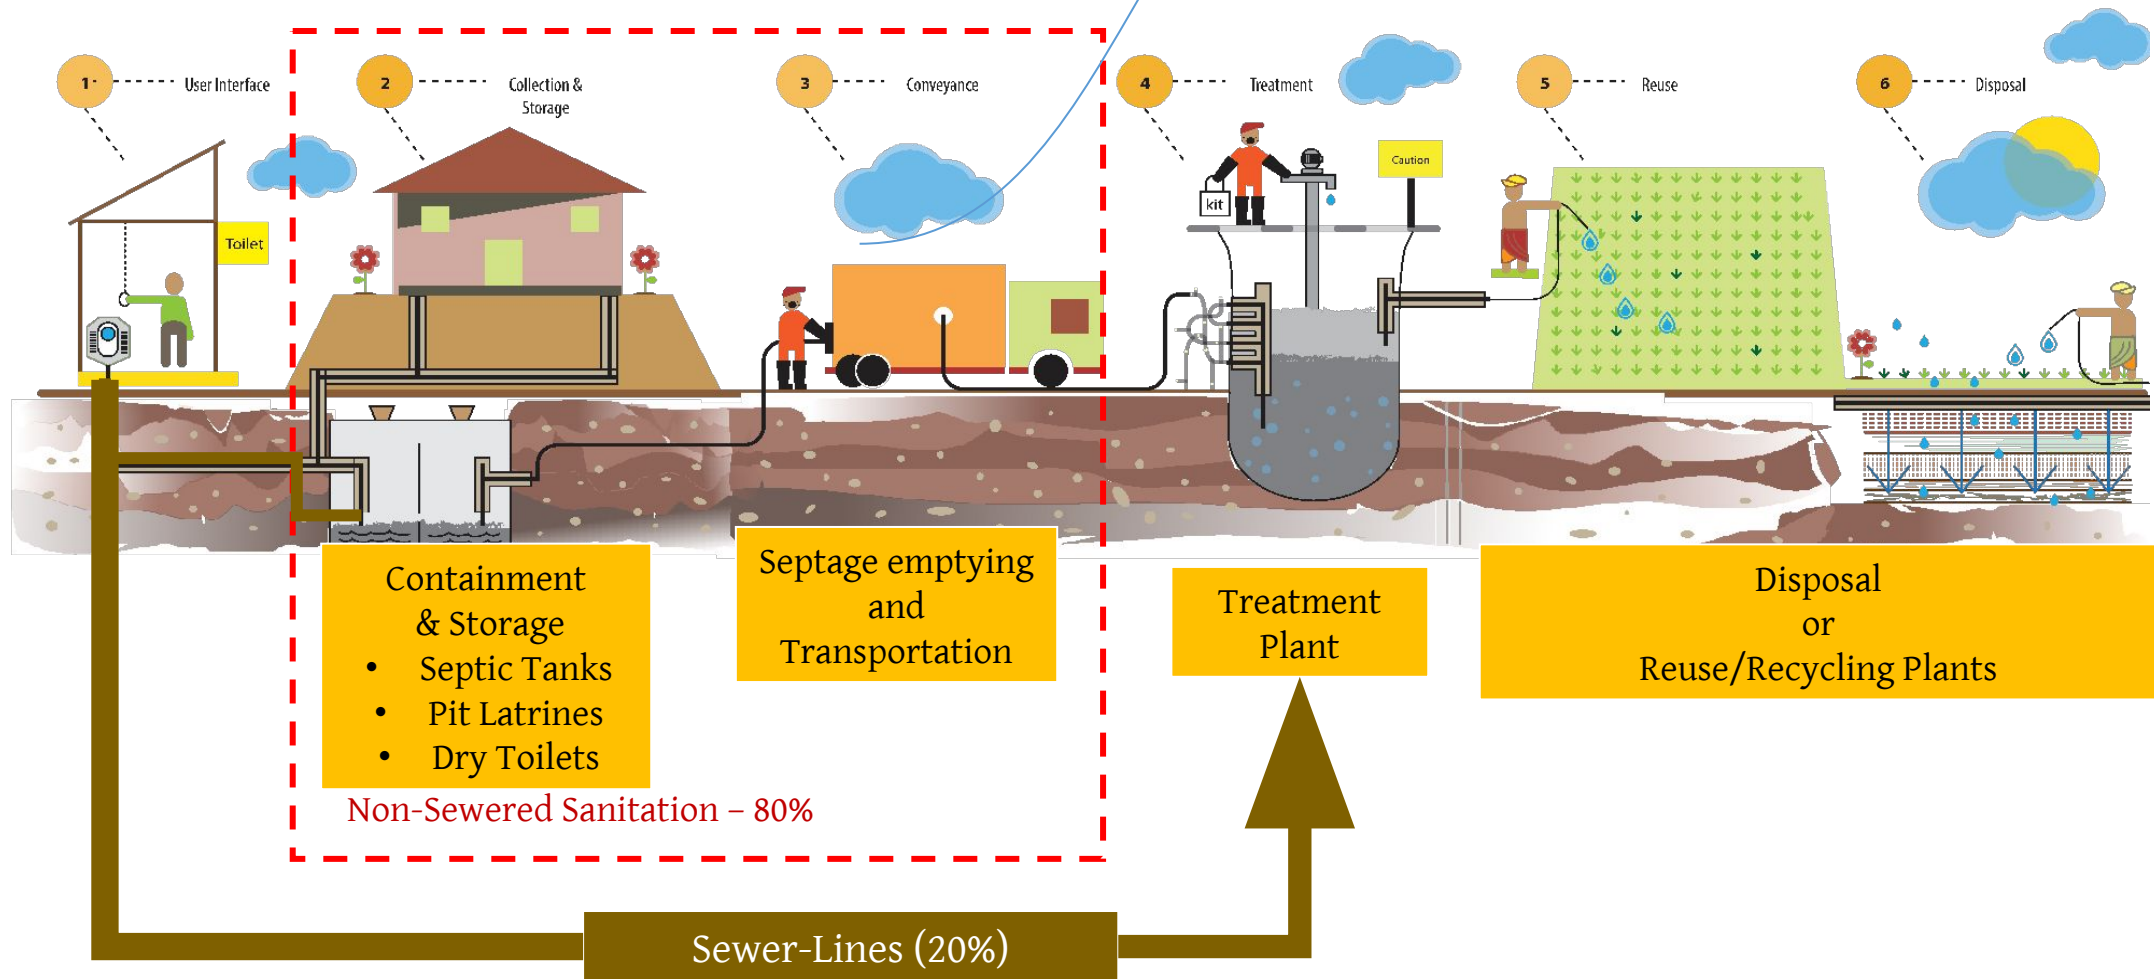 1
User Interface
2
Collection &
Storage
3
Conveyance
4
Treatment
5
Reuse
6
Disposal
Toilet
kit
Caution
Containment
& Storage
• Septic Tanks
• Pit Latrines
• Dry Toilets
Septage emptying
and
Transportation
Treatment
Plant
Disposal
or
Reuse/Recycling Plants
Non-Sewered Sanitation – 80%
Sewer-Lines (20%)